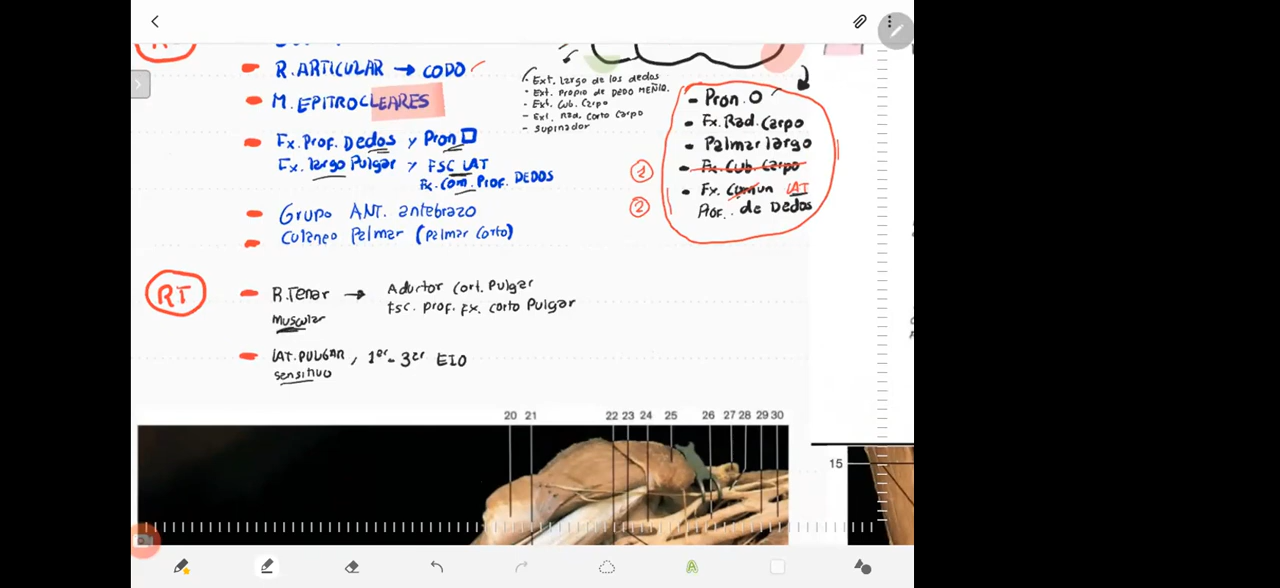 R. ARTICULAR → CODO
M. EPITROCLEARES
Fx. Prof. Dedos y Pron □
Fx. largo Pulgar > FSC LAT
Fx. Com. Prof. DEDOS
Grupo ANT. antebrazo
Cutaneo Palmar (Palmar Corto)
Ext. largo de los dedos
• Ext. Propio de DEDO MEÑIQ.
• Ext. Cub. Carpo
- Ext. Rad. Corto Carpo
- Supinador
- Pron. O
• Fx. Rad. Carpo
• Palmar largo
1 • Fx. Cub. Carpo
• Fx. Común LAT
2 Prof. de Dedos
RT
R. Tenar → Aductor Cort. Pulgar
Fsc. prof. Fx. corto Pulgar
muscular
LAT. PULGAR, 1er - 3er EIO
sensitivo
20 21 22 23 24 25 26 27 28 29 30
15
A